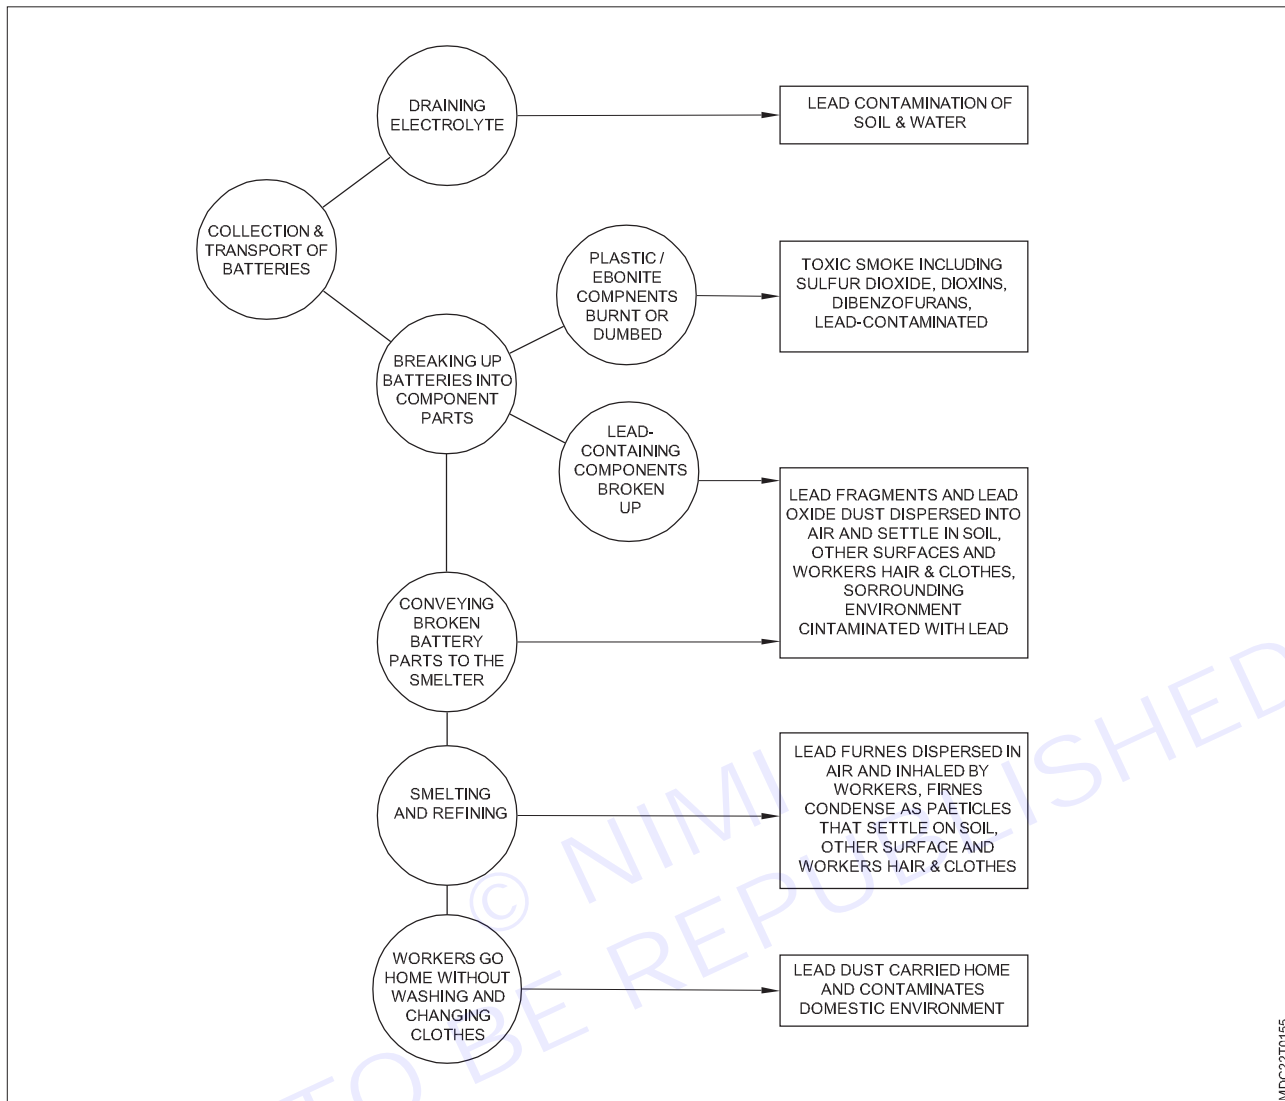 DRAINING
ELECTROLYTE
LEAD CONTAMINATION OF
SOIL & WATER
COLLECTION &
TRANSPORT OF
BATTERIES
PLASTIC /
EBONITE
COMPNENTS
BURNT OR
DUMBED
TOXIC SMOKE INCLUDING
SULFUR DIOXIDE, DIOXINS,
DIBENZOFURANS,
LEAD-CONTAMINATED
BREAKING UP
BATTERIES INTO
COMPONENT
PARTS
LEAD-
CONTAINING
COMPONENTS
BROKEN
UP
LEAD FRAGMENTS AND LEAD
OXIDE DUST DISPERSED INTO
AIR AND SETTLE IN SOIL,
OTHER SURFACES AND
WORKERS HAIR & CLOTHES,
SORROUNDING
ENVIRONMENT
CINTAMINATED WITH LEAD
CONVEYING
BROKEN
BATTERY
PARTS TO THE
SMELTER
SMELTING
AND REFINING
LEAD FURNES DISPERSED IN
AIR AND INHALED BY
WORKERS, FIRNES
CONDENSE AS PAETICLES
THAT SETTLE ON SOIL,
OTHER SURFACE AND
WORKERS HAIR & CLOTHES
WORKERS GO
HOME WITHOUT
WASHING AND
CHANGING
CLOTHES
LEAD DUST CARRIED HOME
AND CONTAMINATES
DOMESTIC ENVIRONMENT
© NIMI
TO BE REPUBLISHED
MDC22T0155